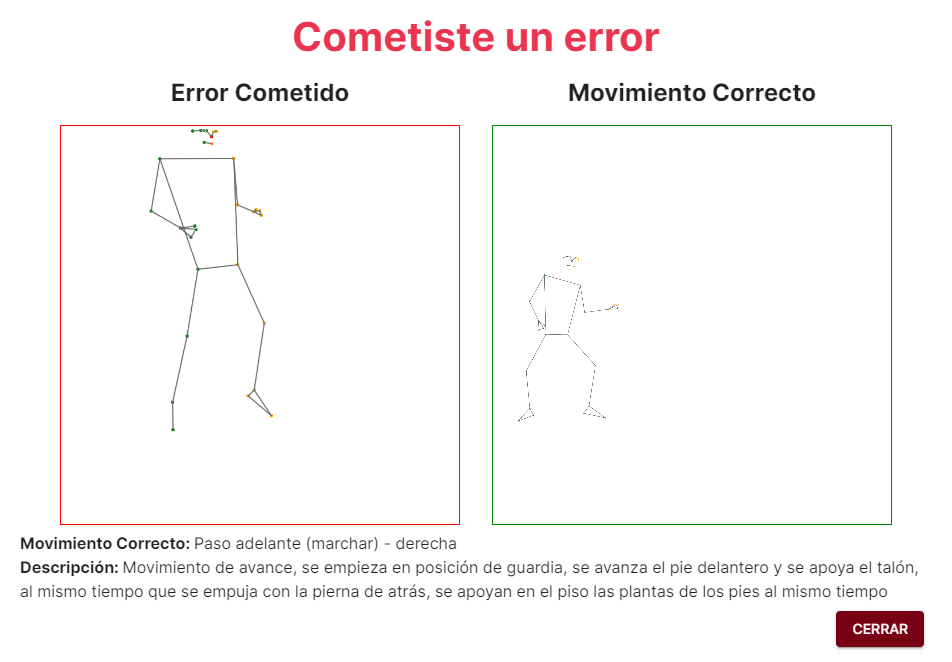 Cometiste un error
Error Cometido
Movimiento Correcto
Movimiento Correcto: Paso adelante (marchar) - derecha
Descripción: Movimiento de avance, se empieza en posición de guardia, se avanza el pie delantero y se apoya el talón,
al mismo tiempo que se empuja con la pierna de atrás, se apoyan en el piso las plantas de los pies al mismo tiempo
CERRAR